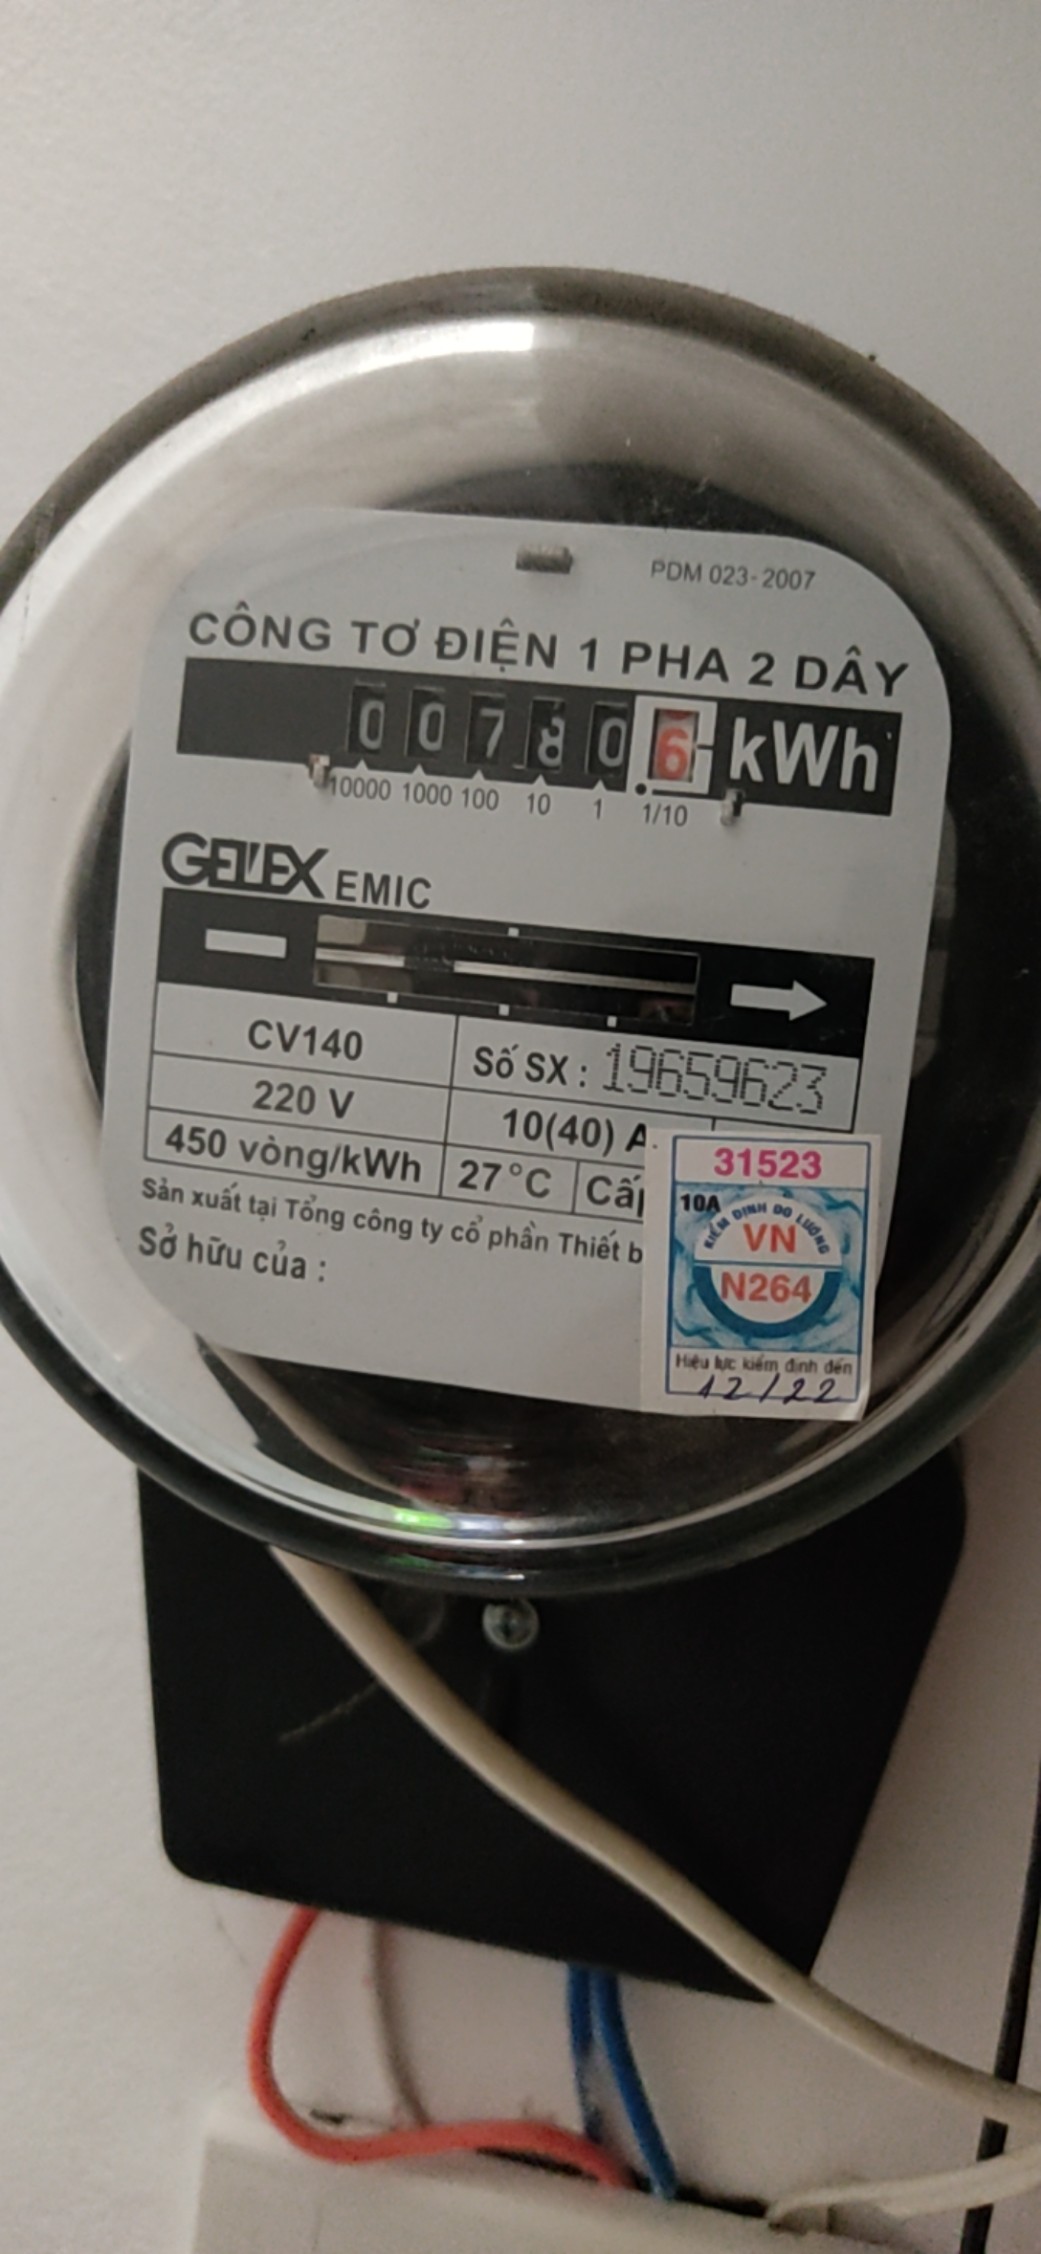 PDM 023-2007
CÔNG TƠ ĐIỆN 1 PHA 2 DÂY
0 0 7 8 0 .6 kWh
10000 1000 100 10 1 1/10
GELEX EMIC
CV140
Số SX : 19659623
220 V
10(40) A
450 vòng/kWh
27°C
Sản xuất tại Tổng công ty cổ phần Thiết
Sở hữu của :
31523
10A
KIỂM ĐỊNH ĐO LƯỜNG
VN
N264
Hiệu lực kiểm định đến
12/22